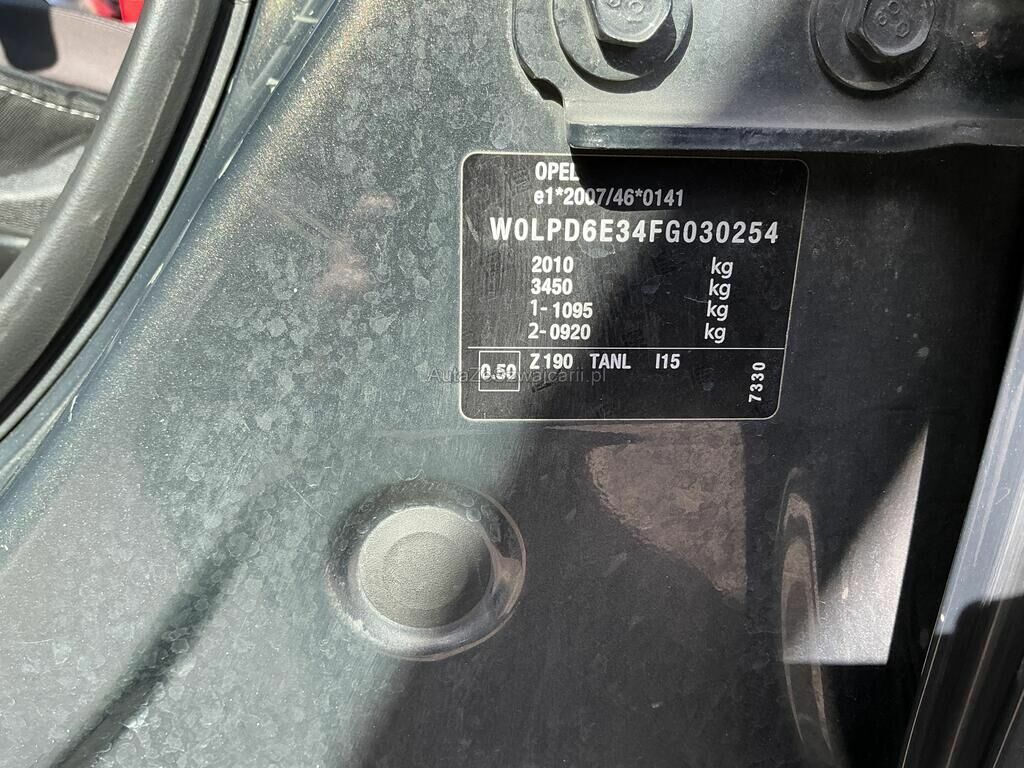 OPEL
e1*2007/46*0141
W0LPD6E34FG030254
2010 kg
3450 kg
1-1095 kg
2-0920 kg
0.50 Z190 TANL I15
7330